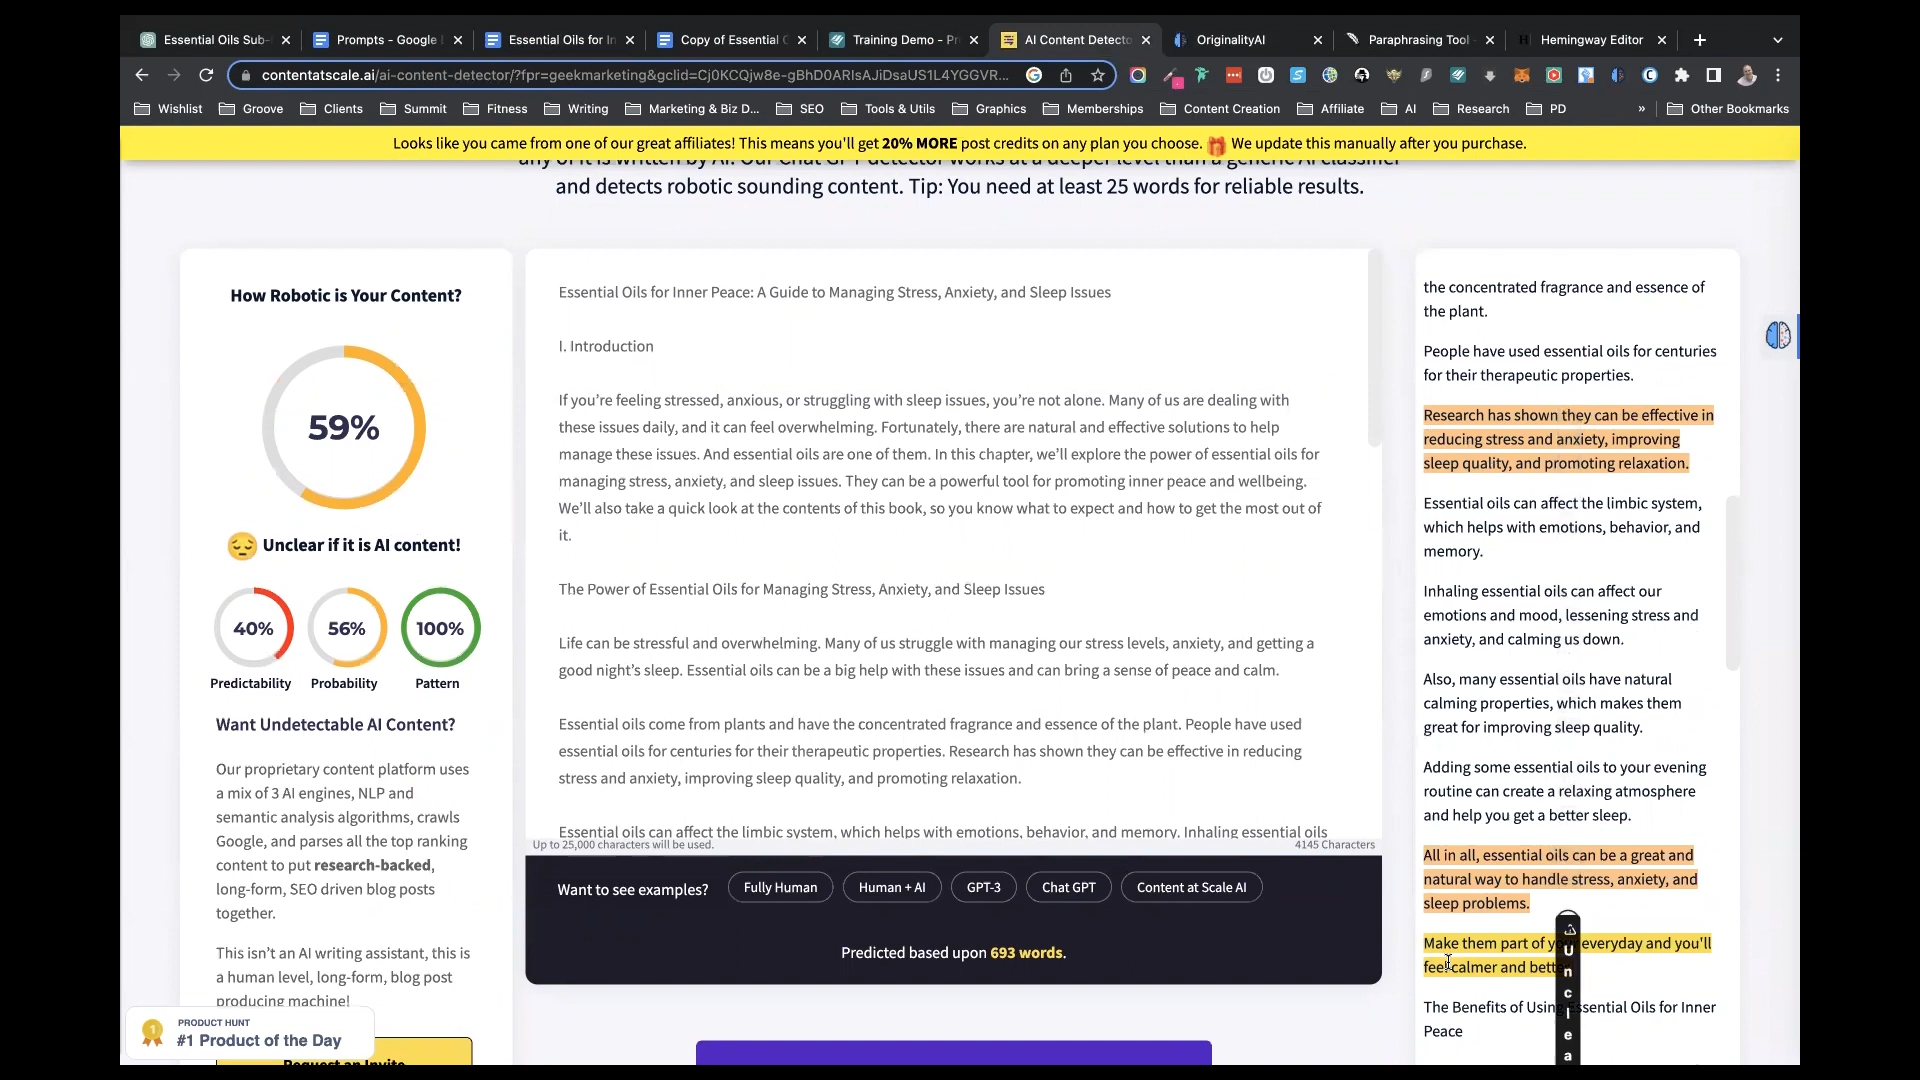 Essential Oils Sub-
Prompts - Google
Essential Oils for In
Copy of Essential
Training Demo - Pr
AI Content Detecto
OriginalityAI
Paraphrasing Tool
Hemingway Editor
contentatscale.ai/ai-content-detector/?fpr=geekmarketing&gclid=Cj0KCQjw8e-gBhD0ARIsAJiDsaUS1L4YGGVR...
Wishlist
Groove
Clients
Summit
Fitness
Writing
Marketing & Biz D...
SEO
Tools & Utils
Graphics
Memberships
Content Creation
Affiliate
AI
Research
PD
»
Other Bookmarks
Looks like you came from one of our great affiliates! This means you'll get 20% MORE post credits on any plan you choose. 🎁 We update this manually after you purchase.
any of it is written by AI. Our Chat GPT detector works at a deeper level than a generic AI classifier
and detects robotic sounding content. Tip: You need at least 25 words for reliable results.
How Robotic is Your Content?
59%
😔 Unclear if it is AI content!
40%
56%
100%
Predictability
Probability
Pattern
Want Undetectable AI Content?
Our proprietary content platform uses
a mix of 3 AI engines, NLP and
semantic analysis algorithms, crawls
Google, and parses all the top ranking
content to put research-backed,
long-form, SEO driven blog posts
together.
This isn't an AI writing assistant, this is
a human level, long-form, blog post
producing machine!
Request an Invite
1
PRODUCT HUNT
#1 Product of the Day
Essential Oils for Inner Peace: A Guide to Managing Stress, Anxiety, and Sleep Issues
I. Introduction
If you're feeling stressed, anxious, or struggling with sleep issues, you're not alone. Many of us are dealing with
these issues daily, and it can feel overwhelming. Fortunately, there are natural and effective solutions to help
manage these issues. And essential oils are one of them. In this chapter, we'll explore the power of essential oils for
managing stress, anxiety, and sleep issues. They can be a powerful tool for promoting inner peace and wellbeing.
We'll also take a quick look at the contents of this book, so you know what to expect and how to get the most out of
it.
The Power of Essential Oils for Managing Stress, Anxiety, and Sleep Issues
Life can be stressful and overwhelming. Many of us struggle with managing our stress levels, anxiety, and getting a
good night's sleep. Essential oils can be a big help with these issues and can bring a sense of peace and calm.
Essential oils come from plants and have the concentrated fragrance and essence of the plant. People have used
essential oils for centuries for their therapeutic properties. Research has shown they can be effective in reducing
stress and anxiety, improving sleep quality, and promoting relaxation.
Essential oils can affect the limbic system, which helps with emotions, behavior, and memory. Inhaling essential oils
Up to 25,000 characters will be used.
4145 Characters
Want to see examples?
Fully Human
Human + AI
GPT-3
Chat GPT
Content at Scale AI
Predicted based upon 693 words.
the concentrated fragrance and essence of
the plant.
People have used essential oils for centuries
for their therapeutic properties.
Research has shown they can be effective in
reducing stress and anxiety, improving
sleep quality, and promoting relaxation.
Essential oils can affect the limbic system,
which helps with emotions, behavior, and
memory.
Inhaling essential oils can affect our
emotions and mood, lessening stress and
anxiety, and calming us down.
Also, many essential oils have natural
calming properties, which makes them
great for improving sleep quality.
Adding some essential oils to your evening
routine can create a relaxing atmosphere
and help you get a better sleep.
All in all, essential oils can be a great and
natural way to handle stress, anxiety, and
sleep problems.
Make them part of your everyday and you'll
feel calmer and better
The Benefits of Using Essential Oils for Inner
Peace
U
n
c
l
e
a